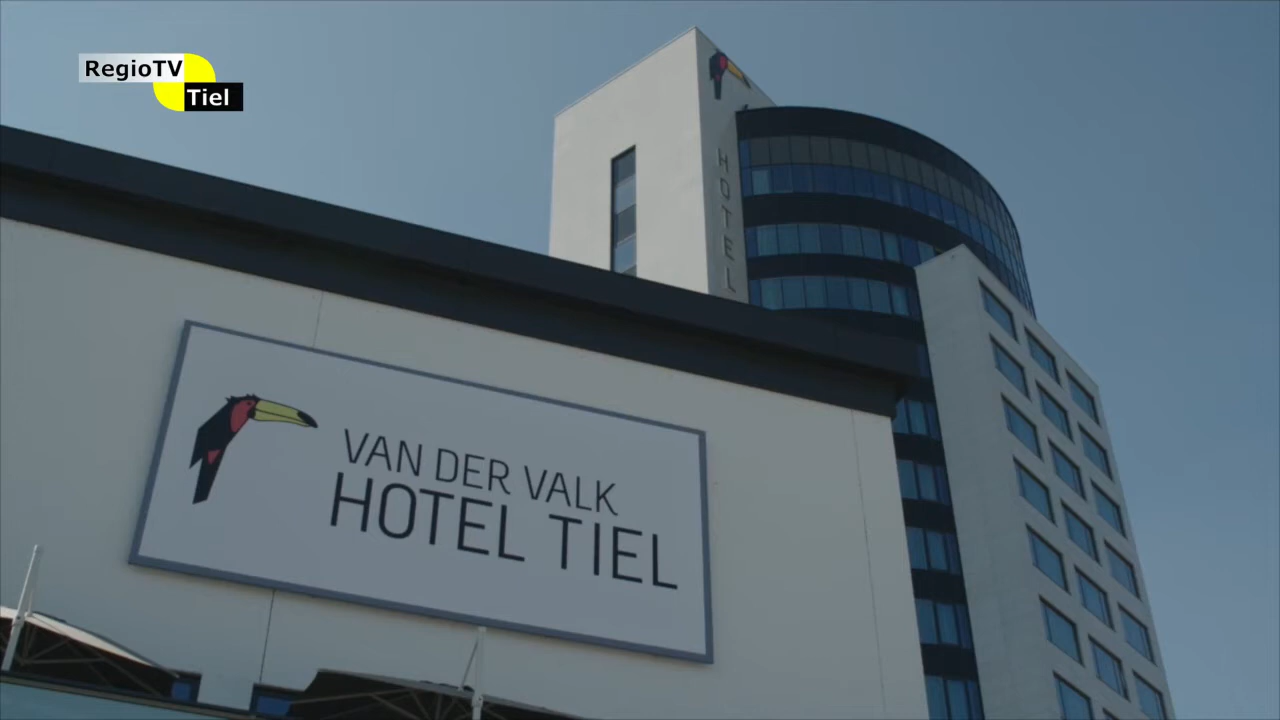 RegioTV
Tiel
HOTEL
VAN DER VALK
HOTEL TIEL